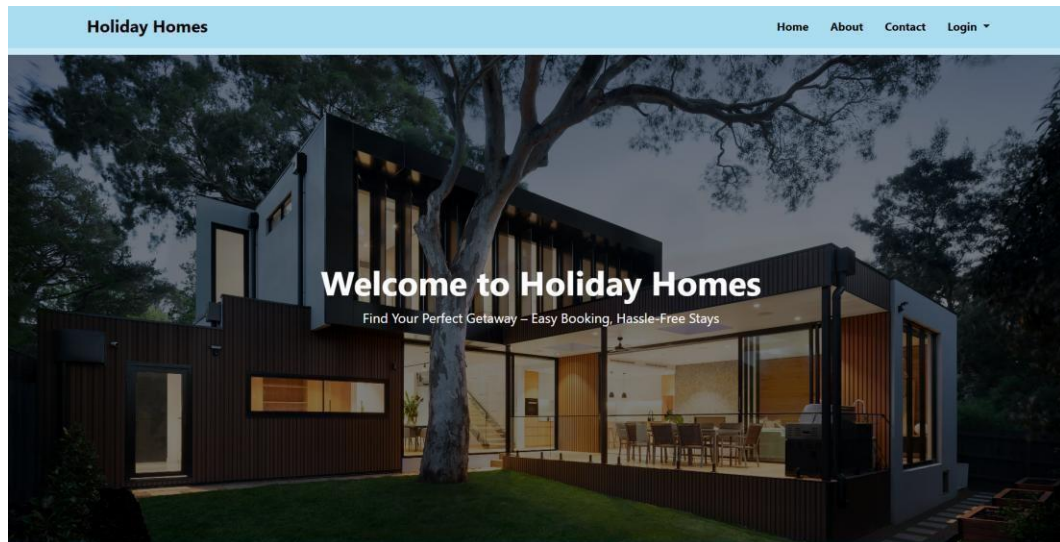 Holiday Homes
Home About Contact Login
Welcome to Holiday Homes
Find Your Perfect Getaway – Easy Booking, Hassle-Free Stays